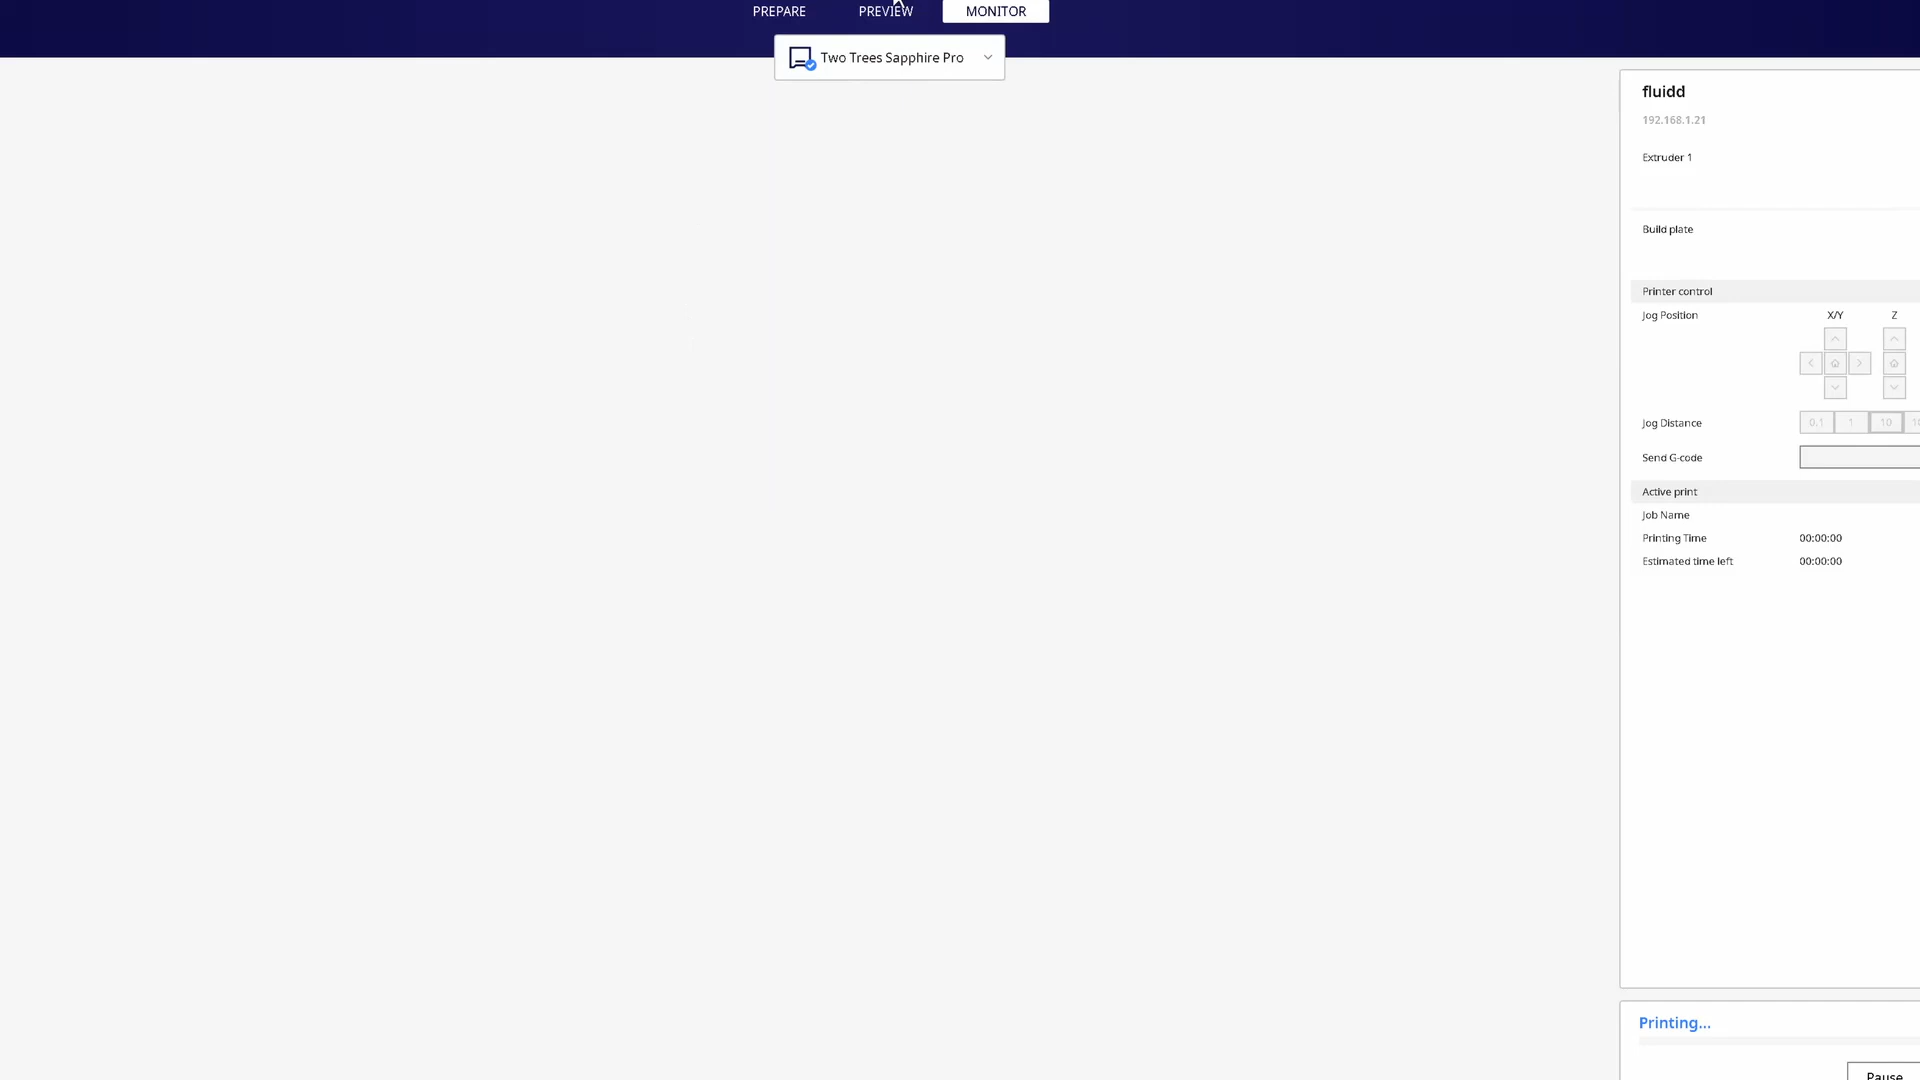 PREPARE PREVIEW MONITOR
Two Trees Sapphire Pro
fluidd
192.168.1.21
Extruder 1
Build plate
Printer control
Jog Position X/Y Z
Jog Distance 0.1 1 10
Send G-code
Active print
Job Name
Printing Time 00:00:00
Estimated time left 00:00:00
Printing...
Pause